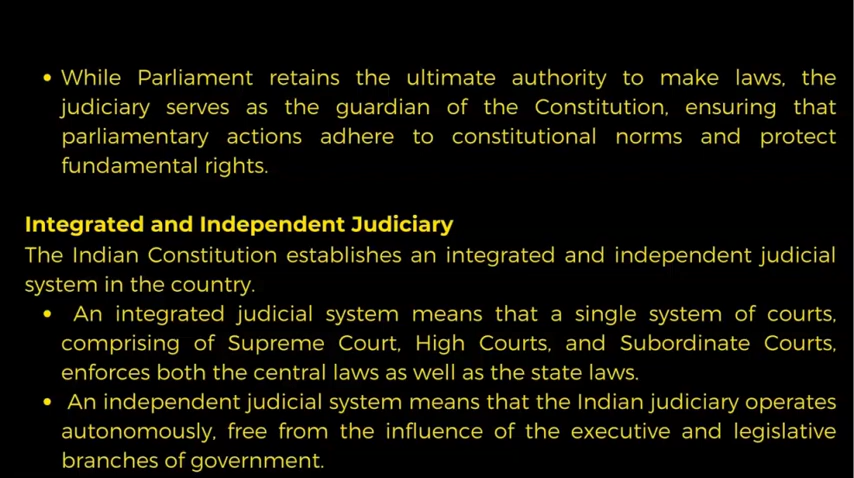 • While Parliament retains the ultimate authority to make laws, the
judiciary serves as the guardian of the Constitution, ensuring that
parliamentary actions adhere to constitutional norms and protect
fundamental rights.
Integrated and Independent Judiciary
The Indian Constitution establishes an integrated and independent judicial
system in the country.
• An integrated judicial system means that a single system of courts,
comprising of Supreme Court, High Courts, and Subordinate Courts,
enforces both the central laws as well as the state laws.
• An independent judicial system means that the Indian judiciary operates
autonomously, free from the influence of the executive and legislative
branches of government.